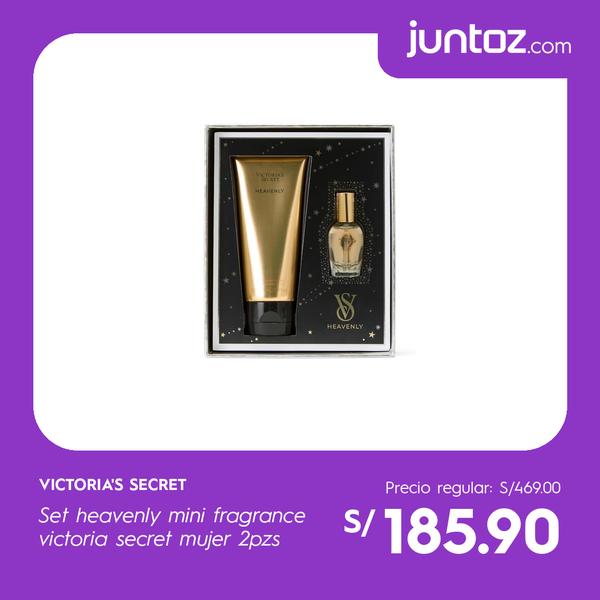 juntoz.com
VICTORIA'S
SECRET
HEAVENLY
VS
HEAVENLY
VICTORIA'S SECRET
Set heavenly mini fragrance
victoria secret mujer 2pzs
Precio regular: S/469.00
S/185.90